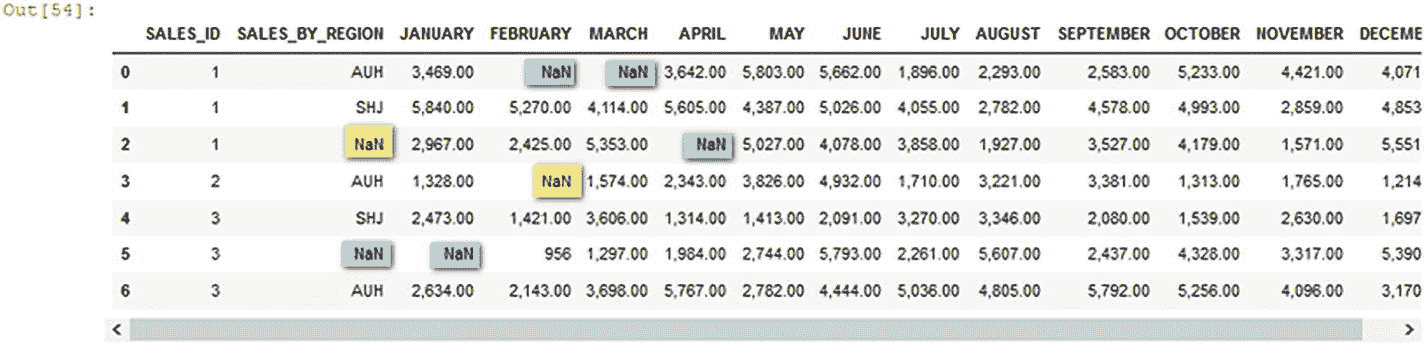 Out[54]:
SALES_ID SALES_BY_REGION JANUARY FEBRUARY MARCH APRIL MAY JUNE JULY AUGUST SEPTEMBER OCTOBER NOVEMBER DECEME
0 1 AUH 3,469.00 NaN NaN 3,642.00 5,803.00 5,662.00 1,896.00 2,293.00 2,583.00 5,233.00 4,421.00 4,071
1 1 SHJ 5,840.00 5,270.00 4,114.00 5,605.00 4,387.00 5,026.00 4,055.00 2,782.00 4,578.00 4,993.00 2,859.00 4,853
2 1 NaN 2,967.00 2,425.00 5,353.00 NaN 5,027.00 4,078.00 3,858.00 1,927.00 3,527.00 4,179.00 1,571.00 5,551
3 2 AUH 1,328.00 NaN 1,574.00 2,343.00 3,826.00 4,932.00 1,710.00 3,221.00 3,381.00 1,313.00 1,765.00 1,214
4 3 SHJ 2,473.00 1,421.00 3,606.00 1,314.00 1,413.00 2,091.00 3,270.00 3,346.00 2,080.00 1,539.00 2,630.00 1,697
5 3 NaN NaN 956 1,297.00 1,984.00 2,744.00 5,793.00 2,261.00 5,607.00 2,437.00 4,328.00 3,317.00 5,390
6 3 AUH 2,634.00 2,143.00 3,698.00 5,767.00 2,782.00 4,444.00 5,036.00 4,805.00 5,792.00 5,256.00 4,096.00 3,170